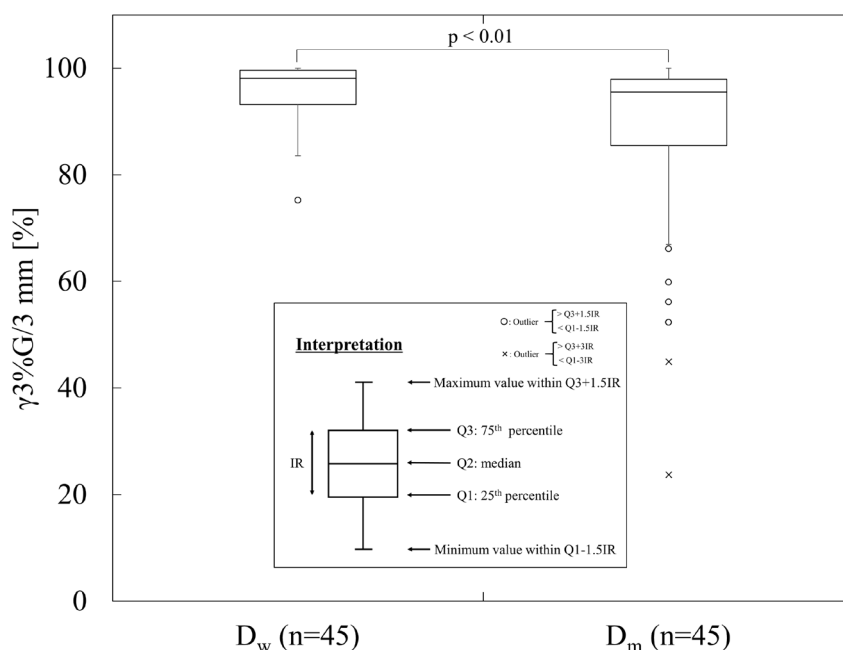 p < 0.01
100
80
60
40
20
0
γ3%G/3 mm [%]
Interpretation
○: Outlier { > Q3+1.5IR
< Q1-1.5IR
×: Outlier { > Q3+3IR
< Q1-3IR
Maximum value within Q3+1.5IR
Q3: 75th percentile
IR
Q2: median
Q1: 25th percentile
Minimum value within Q1-1.5IR
Dw (n=45)
Dm (n=45)